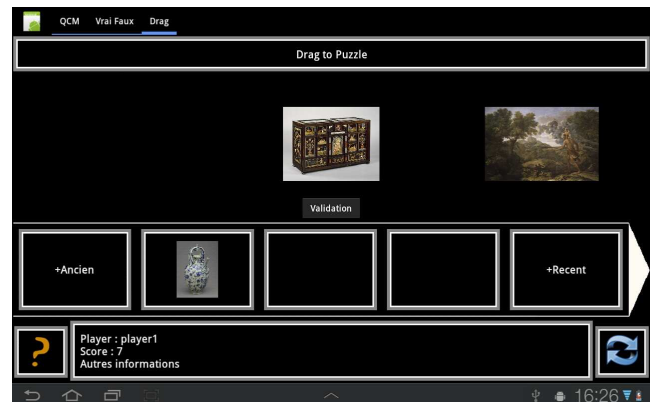 QCM Vrai Faux Drag
Drag to Puzzle
Validation
+Ancien +Recent
Player : player1
Score : 7
Autres informations
16:26